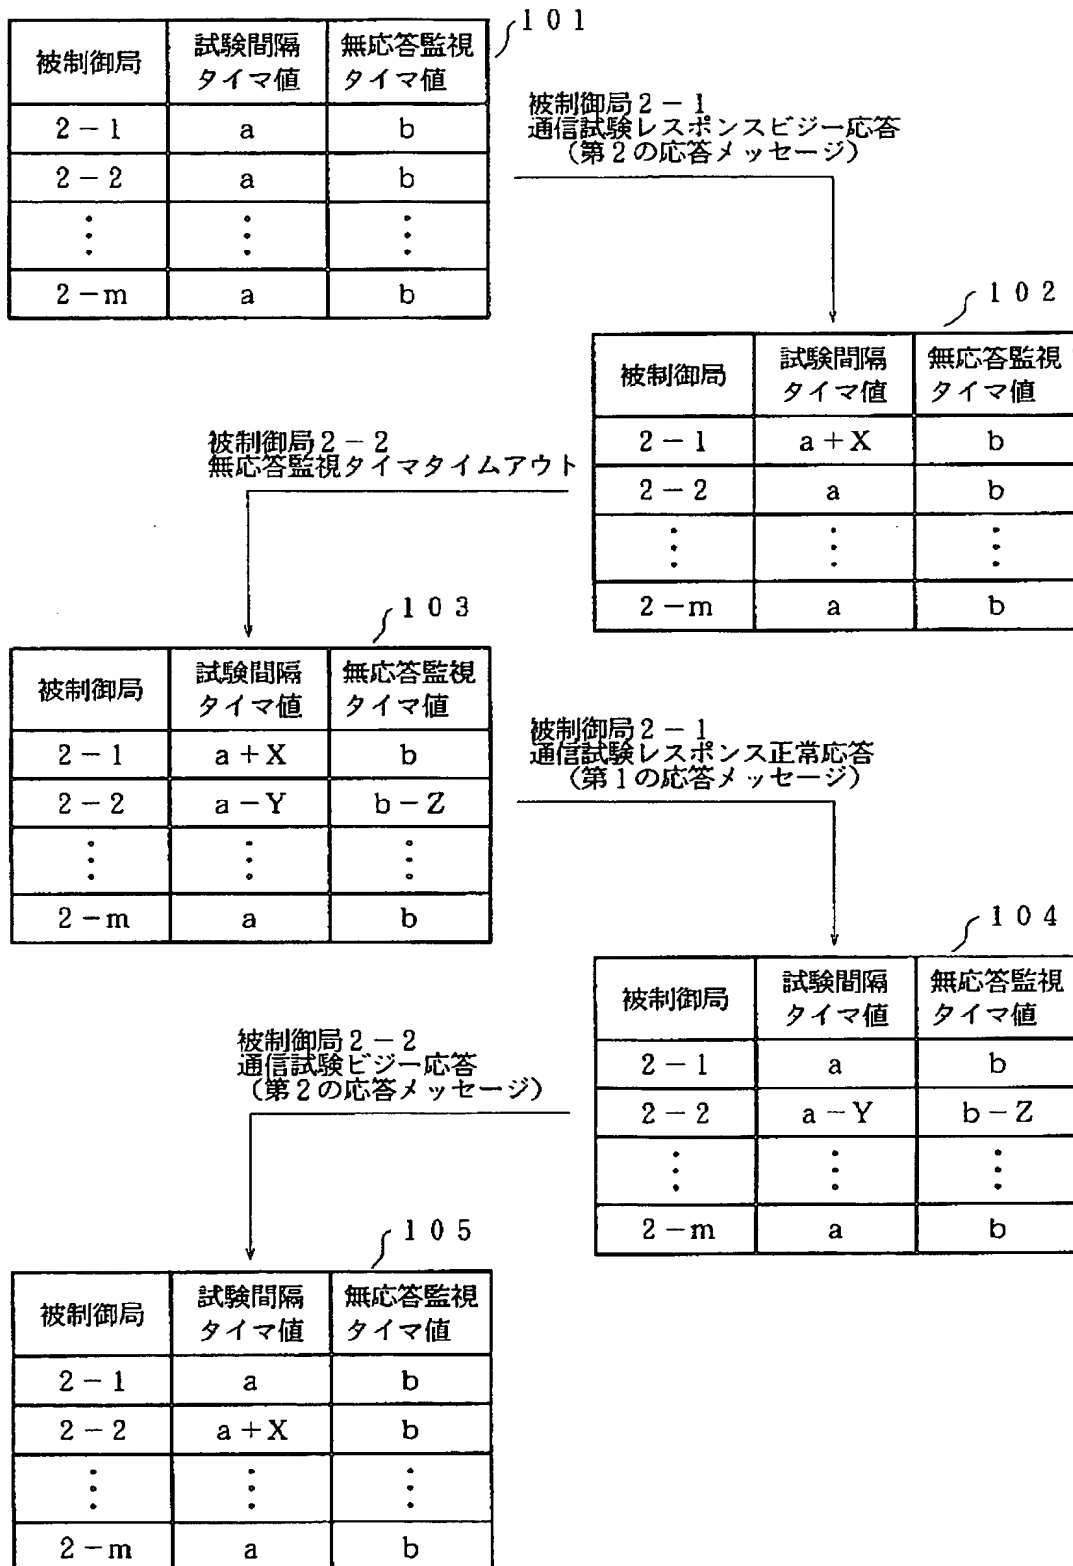 101
被制御局 試験間隔タイマ値 無応答監視タイマ値
2-1 a b
2-2 a b
⋮ ⋮ ⋮
2-m a b
被制御局2-1
通信試験レスポンスビジー応答
(第2の応答メッセージ)
102
被制御局 試験間隔タイマ値 無応答監視タイマ値
2-1 a+X b
2-2 a b
⋮ ⋮ ⋮
2-m a b
被制御局2-2
無応答監視タイマタイムアウト
103
被制御局 試験間隔タイマ値 無応答監視タイマ値
2-1 a+X b
2-2 a-Y b-Z
⋮ ⋮ ⋮
2-m a b
被制御局2-1
通信試験レスポンス正常応答
(第1の応答メッセージ)
104
被制御局 試験間隔タイマ値 無応答監視タイマ値
2-1 a b
2-2 a-Y b-Z
⋮ ⋮ ⋮
2-m a b
被制御局2-2
通信試験ビジー応答
(第2の応答メッセージ)
105
被制御局 試験間隔タイマ値 無応答監視タイマ値
2-1 a b
2-2 a+X b
⋮ ⋮ ⋮
2-m a b